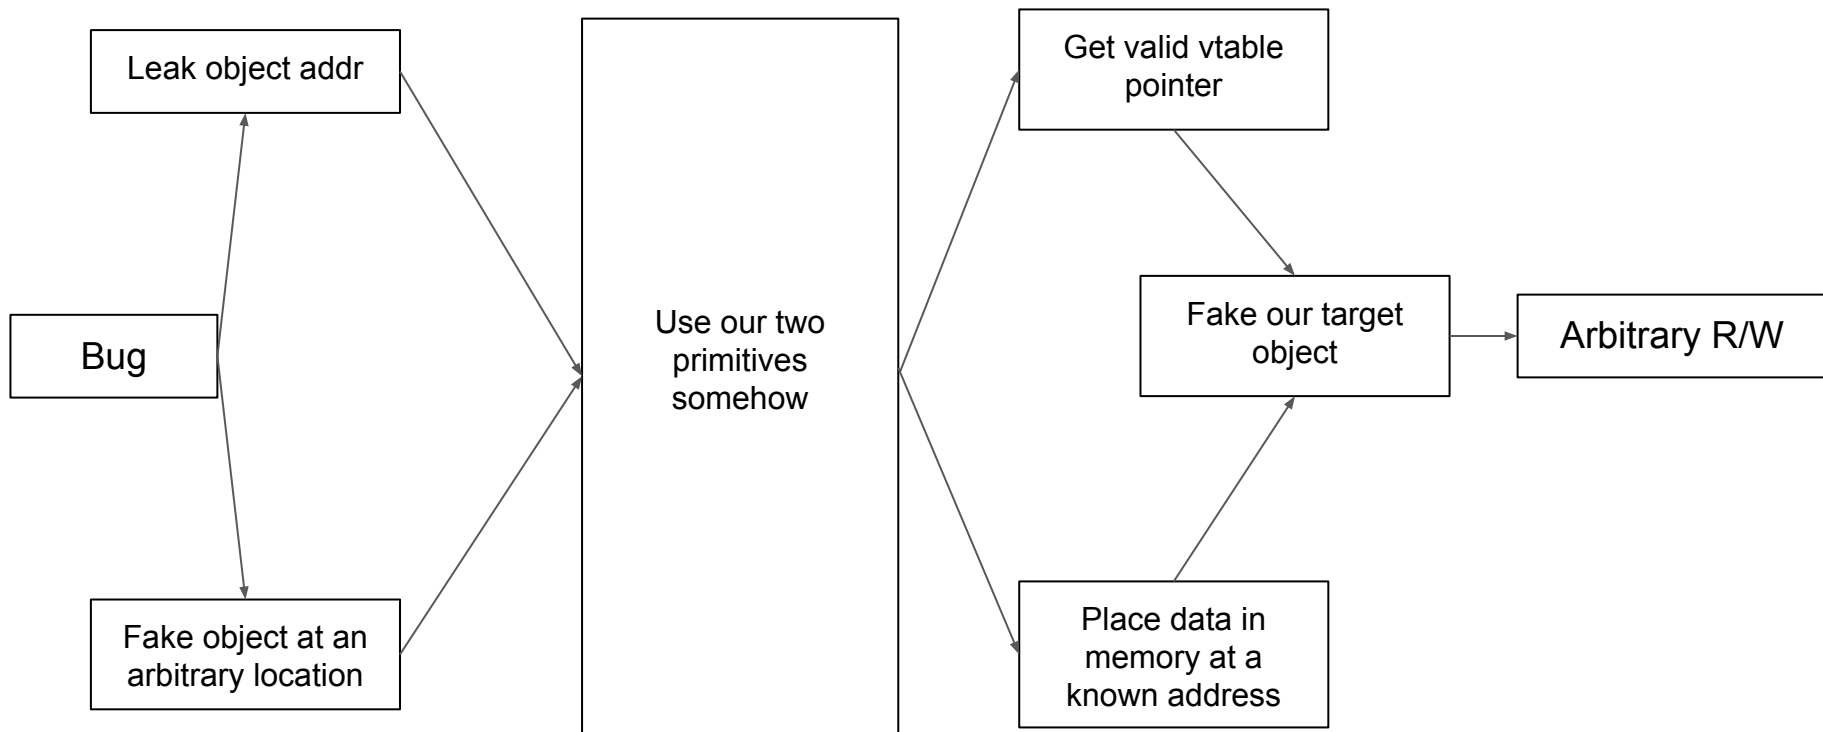 Leak object addr
Bug
Fake object at an
arbitrary location
Use our two
primitives
somehow
Get valid vtable
pointer
Place data in
memory at a
known address
Fake our target
object
Arbitrary R/W